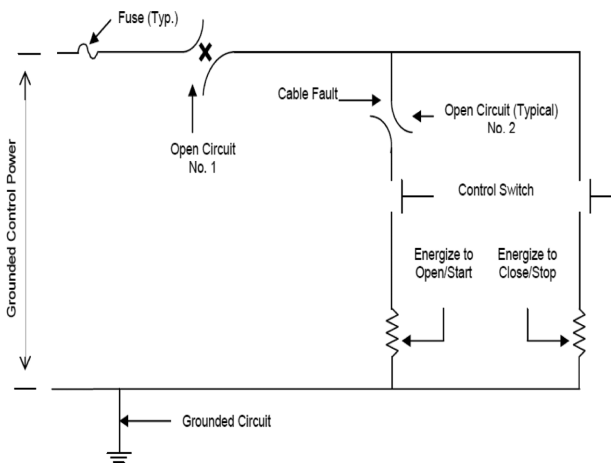 Fuse (Typ.)
Cable Fault
Open Circuit (Typical)
No. 2
Open Circuit
No. 1
Control Switch
Grounded Control Power
Energize to
Open/Start
Energize to
Close/Stop
Grounded Circuit